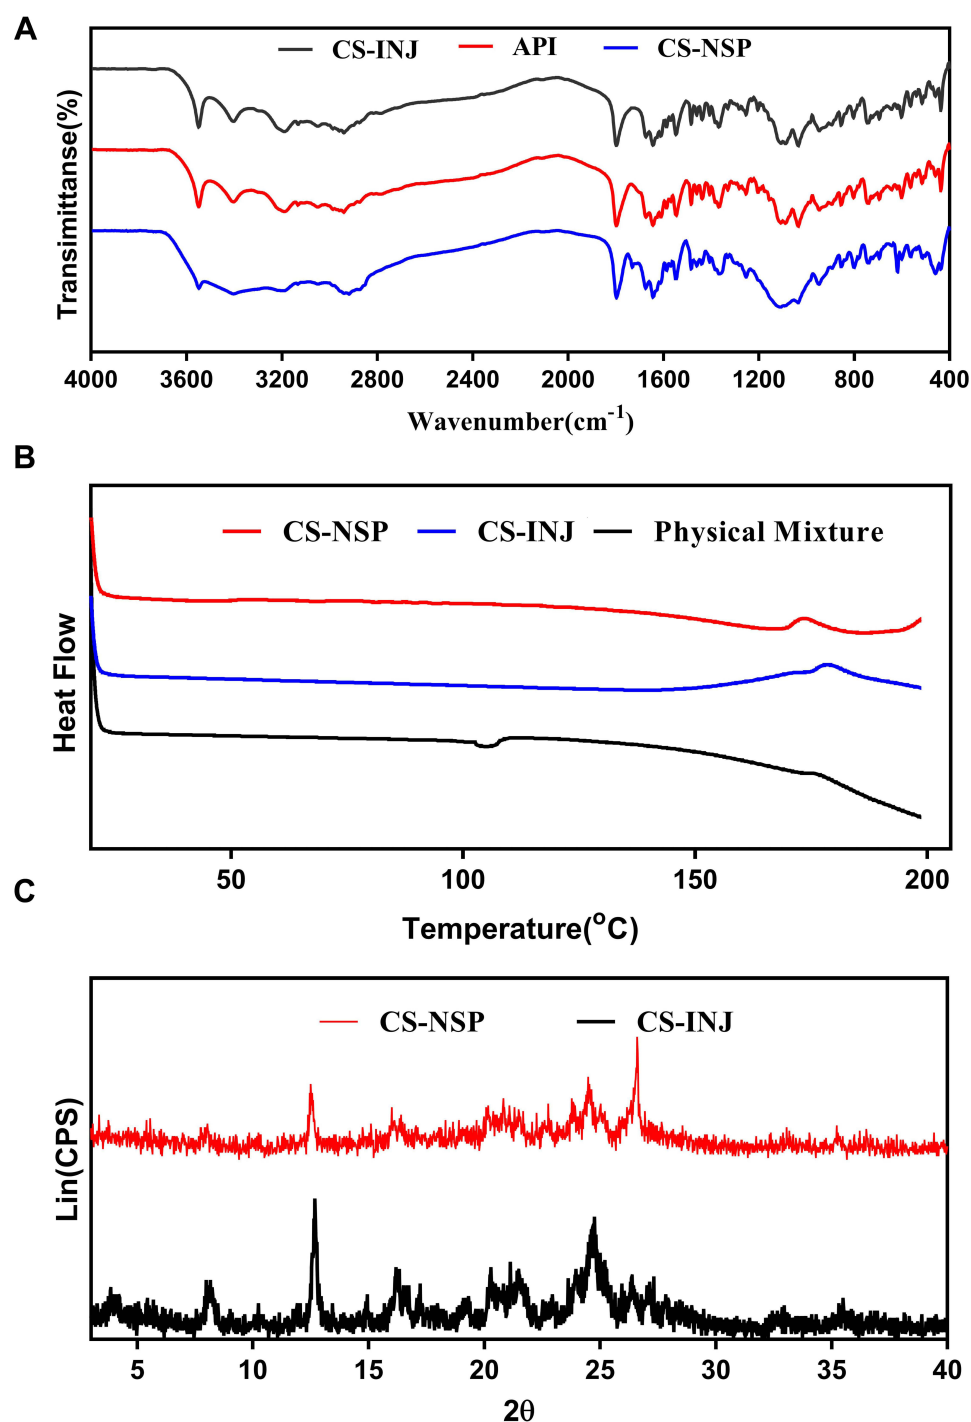 A
CS-INJ API CS-NSP
Transimittanse(%)
4000 3600 3200 2800 2400 2000 1600 1200 800 400
Wavenumber(cm-1)
B
CS-NSP CS-INJ Physical Mixture
Heat Flow
50 100 150 200
Temperature(oC)
C
CS-NSP CS-INJ
Lin(CPS)
5 10 15 20 25 30 35 40
2θ